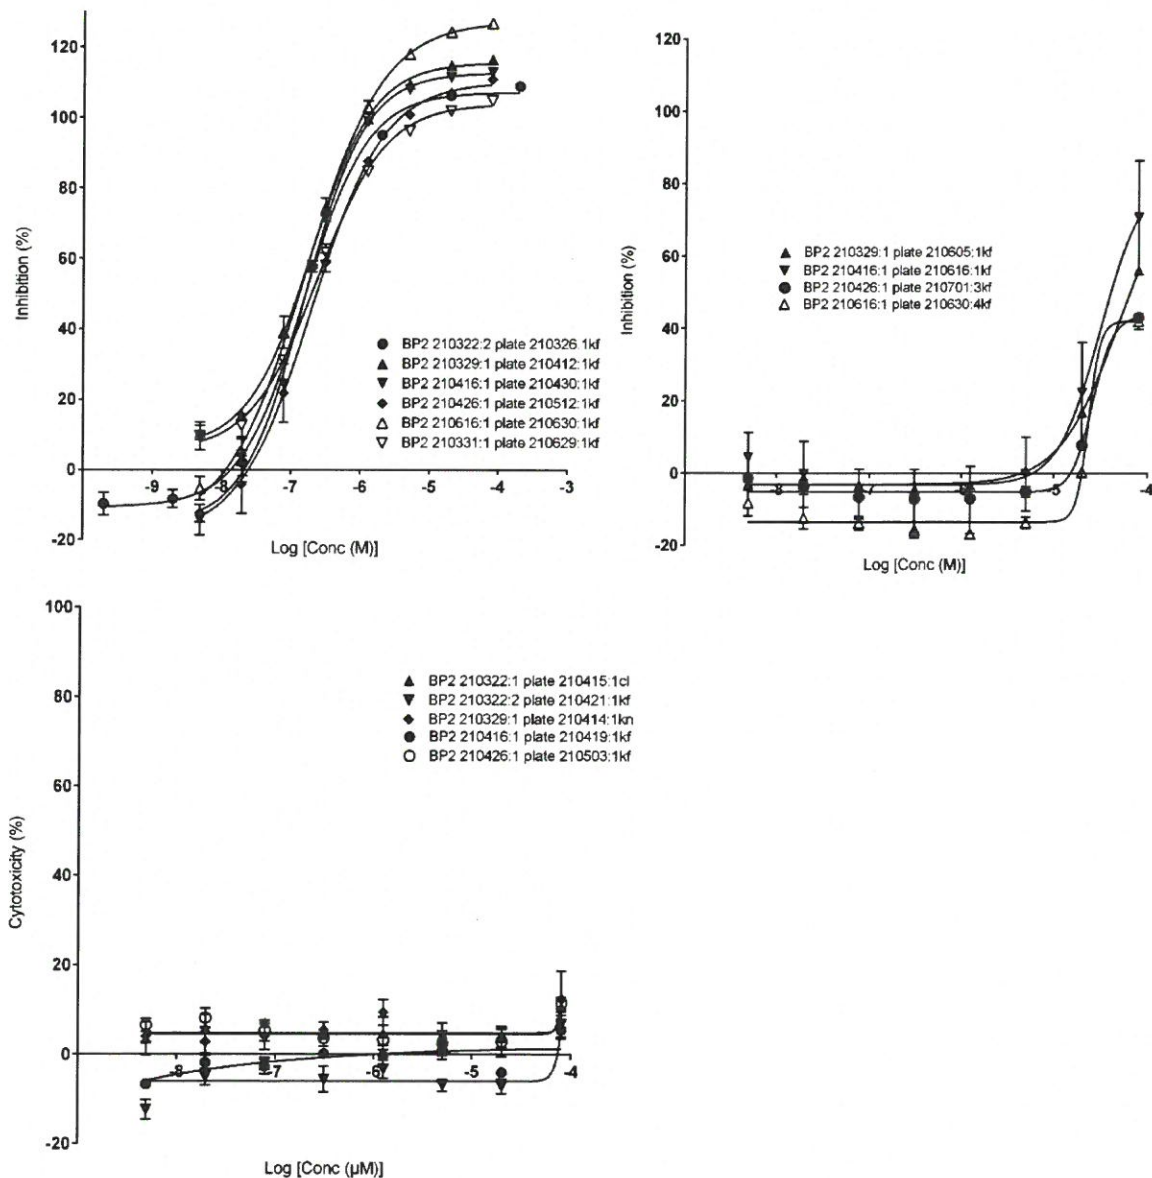 120
100
80
60
40
20
0
-20
Inhibition (%)
-9
-8
-7
-6
-5
-4
-3
Log [Conc (M)]
BP2 210322:2 plate 210326:1kf
BP2 210329:1 plate 210412:1kf
BP2 210416:1 plate 210430:1kf
BP2 210426:1 plate 210512:1kf
BP2 210616:1 plate 210630:1kf
BP2 210331:1 plate 210629:1kf
120
100
80
60
40
20
0
-20
Inhibition (%)
-8
-7
-6
-5
-4
Log [Conc (M)]
BP2 210329:1 plate 210605:1kf
BP2 210416:1 plate 210616:1kf
BP2 210426:1 plate 210701:3kf
BP2 210616:1 plate 210630:4kf
100
80
60
40
20
0
-20
Cytotoxicity (%)
-8
-7
-6
-5
-4
Log [Conc (µM)]
BP2 210322:1 plate 210415:1cl
BP2 210322:2 plate 210421:1kf
BP2 210329:1 plate 210414:1kn
BP2 210416:1 plate 210419:1kf
BP2 210426:1 plate 210503:1kf